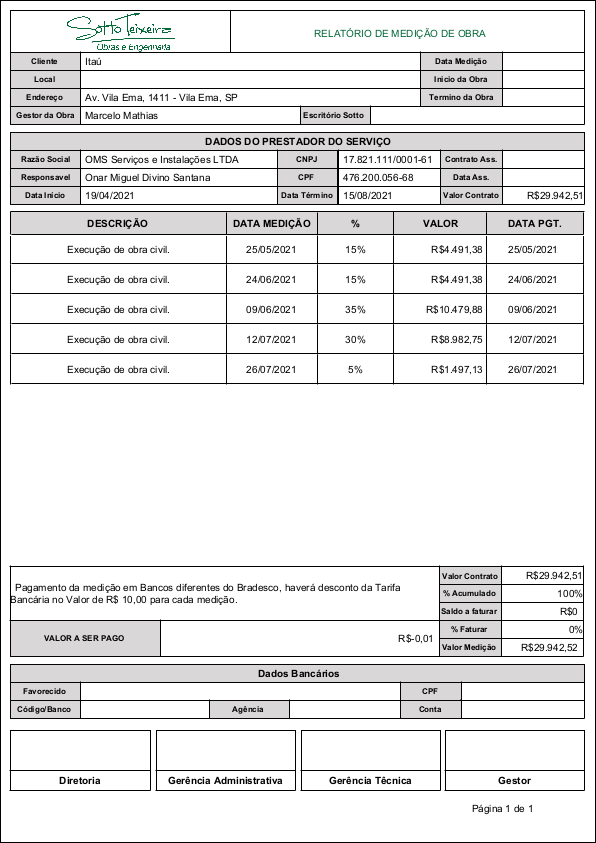 Sotto Teixeira
Obras e Engenharia
RELATÓRIO DE MEDIÇÃO DE OBRA
Cliente Itaú Data Medição
Local Inicio da Obra
Endereço Av. Vila Ema, 1411 - Vila Ema, SP Termino da Obra
Gestor da Obra Marcelo Mathias Escritório Sotto
DADOS DO PRESTADOR DO SERVIÇO
Razão Social OMS Serviços e Instalações LTDA CNPJ 17.821.111/0001-61 Contrato Ass.
Responsavel Onar Miguel Divino Santana CPF 476.200.056-68 Data Ass.
Data Início 19/04/2021 Data Término 15/08/2021 Valor Contrato R$29.942,51
DESCRIÇÃO DATA MEDIÇÃO % VALOR DATA PGT.
Execução de obra civil. 25/05/2021 15% R$4.491,38 25/05/2021
Execução de obra civil. 24/06/2021 15% R$4.491,38 24/06/2021
Execução de obra civil. 09/06/2021 35% R$10.479,88 09/06/2021
Execução de obra civil. 12/07/2021 30% R$8.982,75 12/07/2021
Execução de obra civil. 26/07/2021 5% R$1.497,13 26/07/2021
Pagamento da medição em Bancos diferentes do Bradesco, haverá desconto da Tarifa
Bancária no Valor de R$ 10,00 para cada medição.
Valor Contrato R$29.942,51
% Acumulado 100%
Saldo a faturar R$0
VALOR A SER PAGO R$-0,01
% Faturar 0%
Valor Medição R$29.942,52
Dados Bancários
Favorecido CPF
Código/Banco Agência Conta
Diretoria Gerência Administrativa Gerência Técnica Gestor
Página 1 de 1